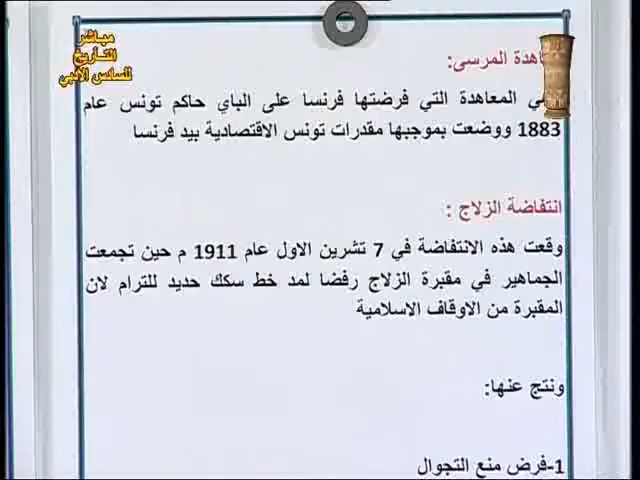 مباشر
التأريخ
للسادس الأدبي
المرسى:
المعاهدة التي فرضتها فرنسا على الباي حاكم تونس عام
1883 ووضعت بموجبها مقدرات تونس الاقتصادية بيد فرنسا
انتفاضة الزلاج :
وقعت هذه الانتفاضة في 7 تشرين الاول عام 1911 م حين تجمعت
الجماهير في مقبرة الزلاج رفضا لمد خط سكك حديد للترام لان
المقبرة من الاوقاف الاسلامية
ونتج عنها:
1-فرض منع التجوال